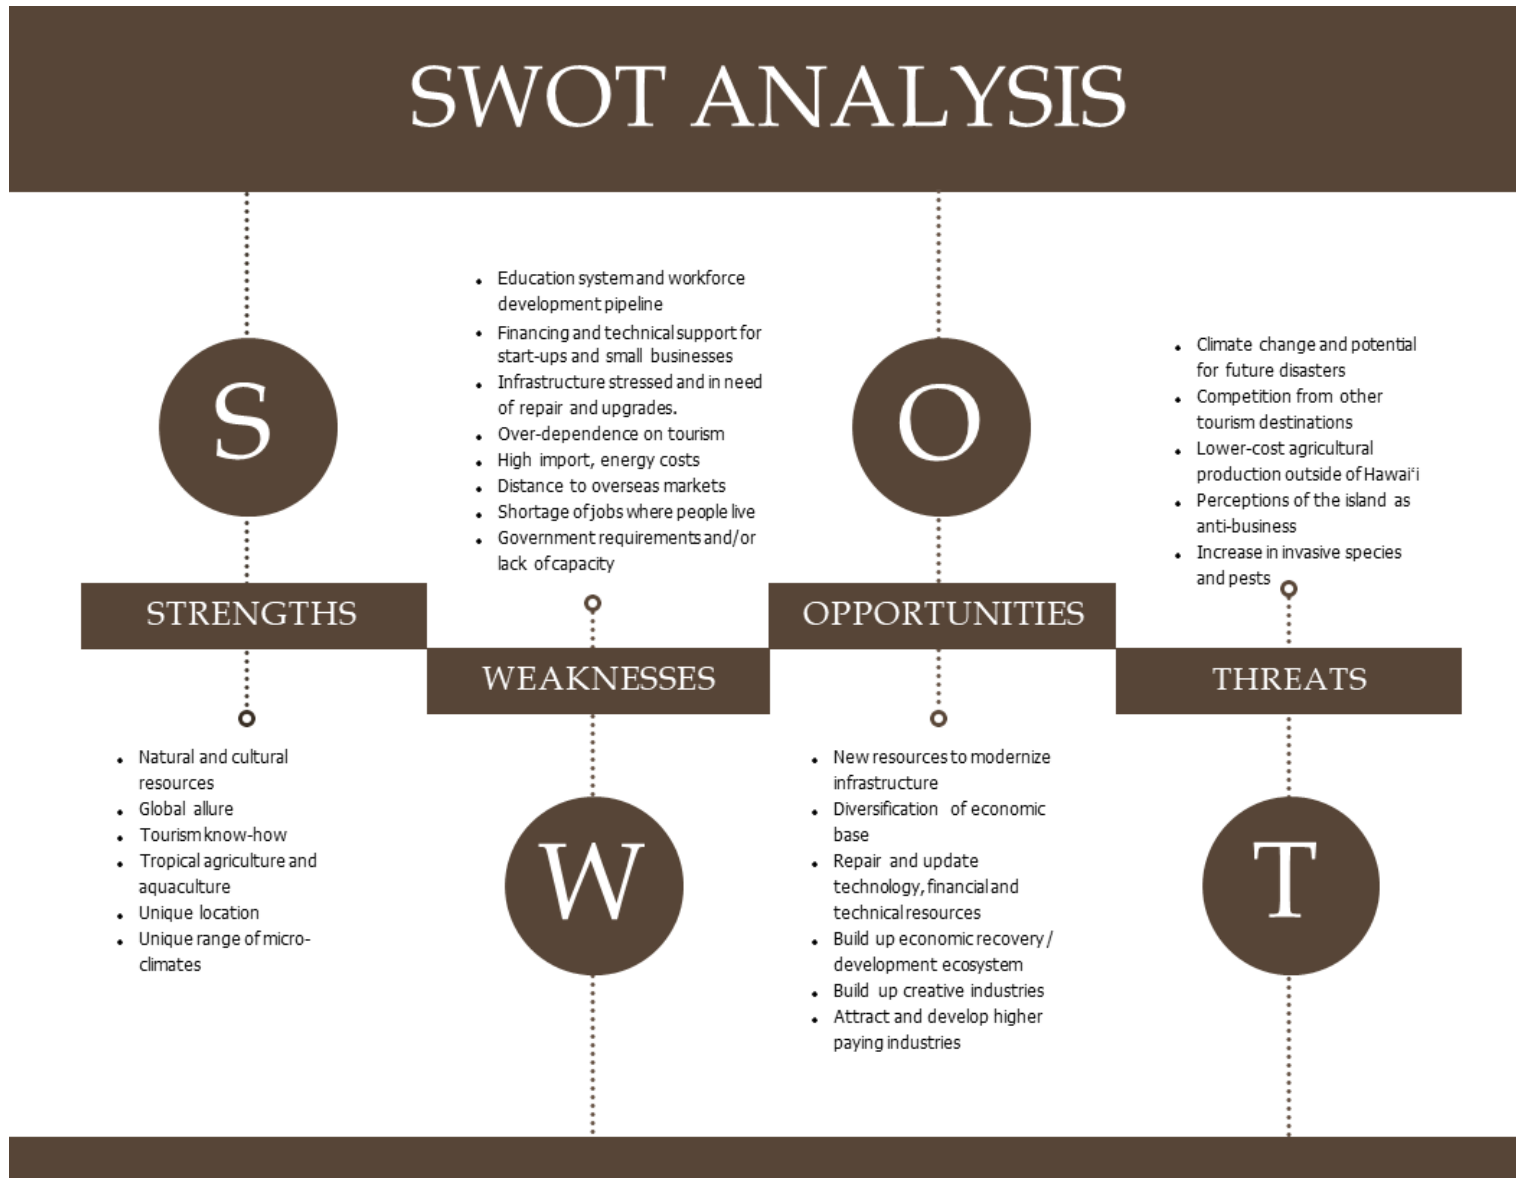 SWOT ANALYSIS
S
STRENGTHS
Natural and cultural
resources
Global allure
Tourism know-how
Tropical agriculture and
aquaculture
Unique location
Unique range of micro-
climates
Education system and workforce
development pipeline
Financing and technical support for
start-ups and small businesses
Infrastructure stressed and in need
of repair and upgrades.
Over-dependence on tourism
High import, energy costs
Distance to overseas markets
Shortage of jobs where people live
Government requirements and/or
lack of capacity
WEAKNESSES
W
O
OPPORTUNITIES
New resources to modernize
infrastructure
Diversification of economic
base
Repair and update
technology, financial and
technical resources
Build up economic recovery /
development ecosystem
Build up creative industries
Attract and develop higher
paying industries
Climate change and potential
for future disasters
Competition from other
tourism destinations
Lower-cost agricultural
production outside of Hawaiʻi
Perceptions of the island as
anti-business
Increase in invasive species
and pests
THREATS
T